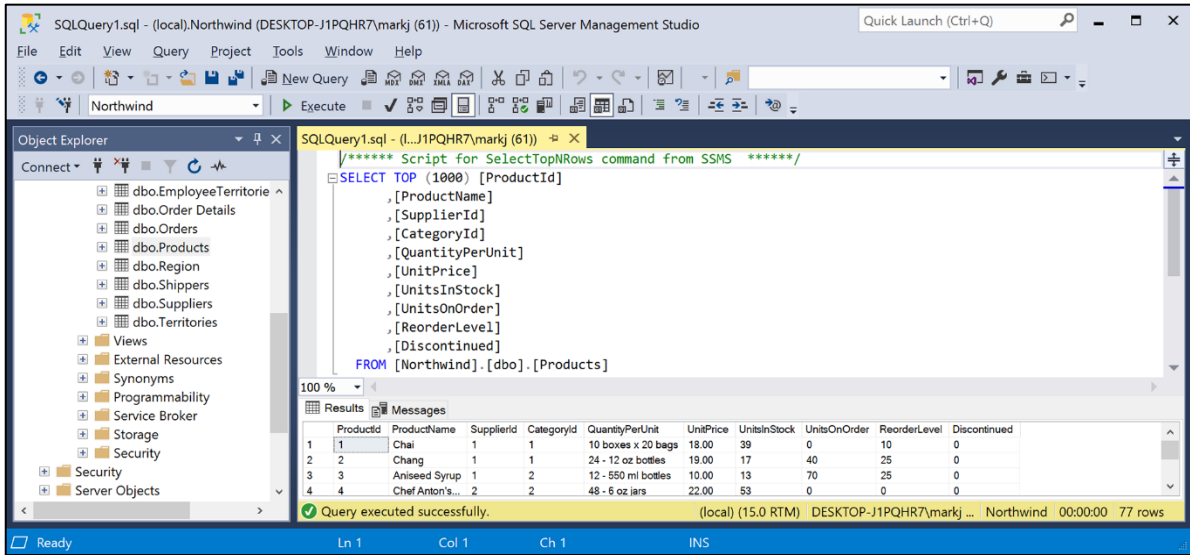 SQLQuery1.sql - (local).Northwind (DESKTOP-J1PQHR7\markj (61)) - Microsoft SQL Server Management Studio
Quick Launch (Ctrl+Q)
File Edit View Query Project Tools Window Help
New Query MDX DMX XMLA DAX
Northwind Execute
Object Explorer
Connect
dbo.EmployeeTerritorie
dbo.Order Details
dbo.Orders
dbo.Products
dbo.Region
dbo.Shippers
dbo.Suppliers
dbo.Territories
Views
External Resources
Synonyms
Programmability
Service Broker
Storage
Security
Security
Server Objects
SQLQuery1.sql - (l...J1PQHR7\markj (61))
/****** Script for SelectTopNRows command from SSMS ******/
SELECT TOP (1000) [ProductId]
,[ProductName]
,[SupplierId]
,[CategoryId]
,[QuantityPerUnit]
,[UnitPrice]
,[UnitsInStock]
,[UnitsOnOrder]
,[ReorderLevel]
,[Discontinued]
FROM [Northwind].[dbo].[Products]
100 %
Results Messages
ProductId ProductName SupplierId CategoryId QuantityPerUnit UnitPrice UnitsInStock UnitsOnOrder ReorderLevel Discontinued
1 1 Chai 1 1 10 boxes x 20 bags 18.00 39 0 10 0
2 2 Chang 1 1 24 - 12 oz bottles 19.00 17 40 25 0
3 3 Aniseed Syrup 1 2 12 - 550 ml bottles 10.00 13 70 25 0
4 4 Chef Anton's... 2 2 48 - 6 oz jars 22.00 53 0 0 0
Query executed successfully. (local) (15.0 RTM) DESKTOP-J1PQHR7\markj ... Northwind 00:00:00 77 rows
Ready Ln 1 Col 1 Ch 1 INS